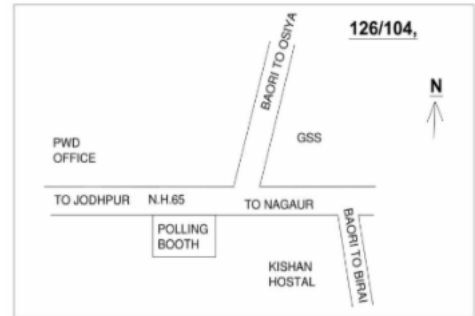 126/104,
N
BAORI TO OSIYA
PWD
OFFICE
GSS
TO JODHPUR N.H.65 TO NAGAUR
POLLING
BOOTH
BAORI TO BIRAI
KISHAN
HOSTAL